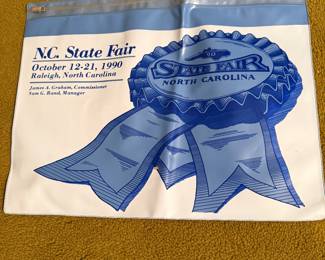 N.C. State Fair
October 12-21, 1990
Raleigh, North Carolina
James A. Graham, Commissioner
Sam G. Rand, Manager
STATE FAIR
NORTH CAROLINA